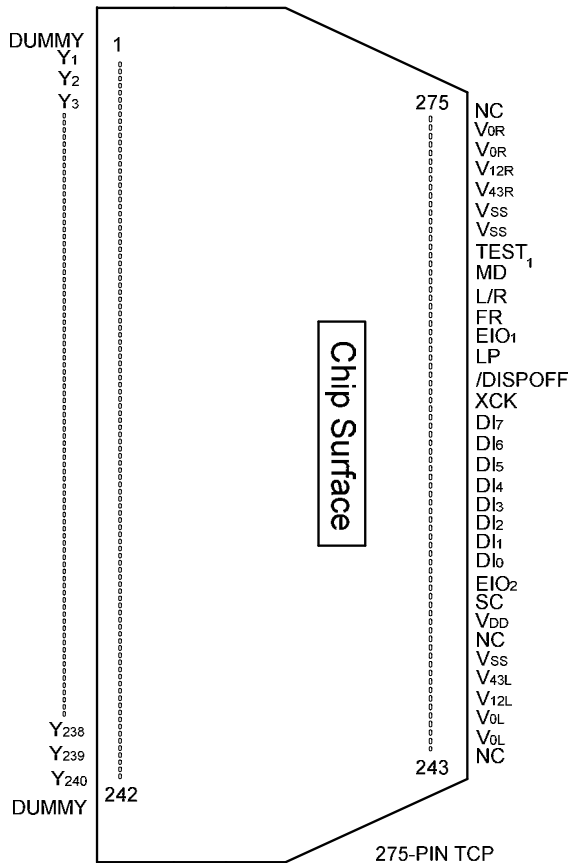 DUMMY
Y1
Y2
Y3
Y238
Y239
Y240
DUMMY
1
242
Chip Surface
275
243
NC
V0R
V0R
V12R
V43R
VSS
VSS
TEST1
MD
L/R
FR
EIO1
LP
/DISPOFF
XCK
DI7
DI6
DI5
DI4
DI3
DI2
DI1
DI0
EIO2
SC
VDD
NC
VSS
V43L
V12L
V0L
V0L
NC
275-PIN TCP